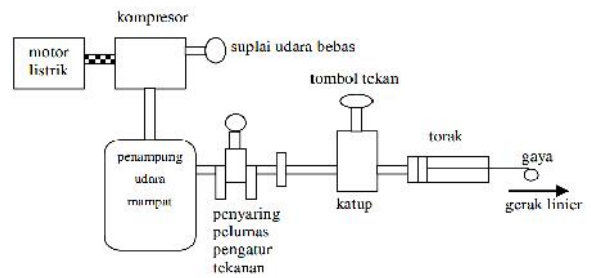 kompresor
motor
listrik
suplai udara bebas
tombol tekan
penampung
udara
mampat
penyaring
pelumas
pengatur
tekanan
katup
torak
gaya
gerak linier